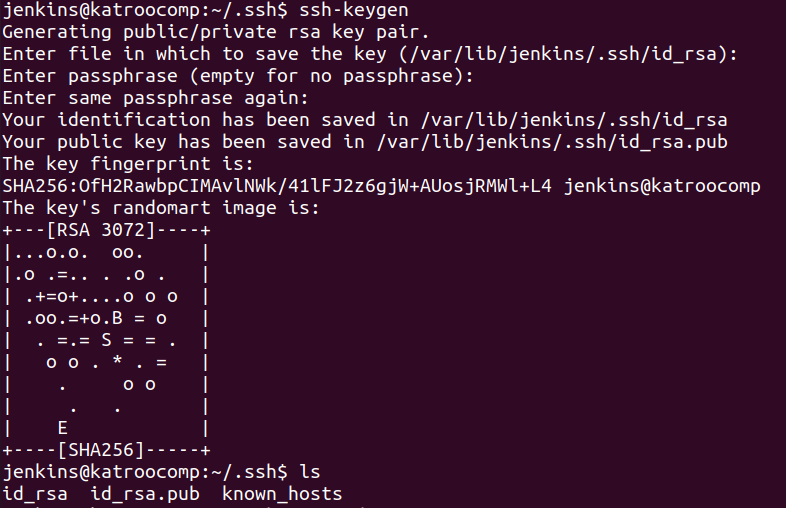 jenkins@katroocomp:~/.ssh$ ssh-keygen
Generating public/private rsa key pair.
Enter file in which to save the key (/var/lib/jenkins/.ssh/id_rsa):
Enter passphrase (empty for no passphrase):
Enter same passphrase again:
Your identification has been saved in /var/lib/jenkins/.ssh/id_rsa
Your public key has been saved in /var/lib/jenkins/.ssh/id_rsa.pub
The key fingerprint is:
SHA256:OfH2RawbpCIMAvlNWk/41lFJ2z6gjW+AUosjRMWl+L4 jenkins@katroocomp
The key's randomart image is:
+---[RSA 3072]----+
|...o.o.  oo.     |
|.o .=.. . .o .   |
| .+=o+....o o o  |
| .oo.=+o.B = o   |
|  . =.= S = = .  |
|   o o . * . =   |
|    .     o o    |
|     .   .       |
|    E            |
+----[SHA256]-----+
jenkins@katroocomp:~/.ssh$ ls
id_rsa  id_rsa.pub  known_hosts